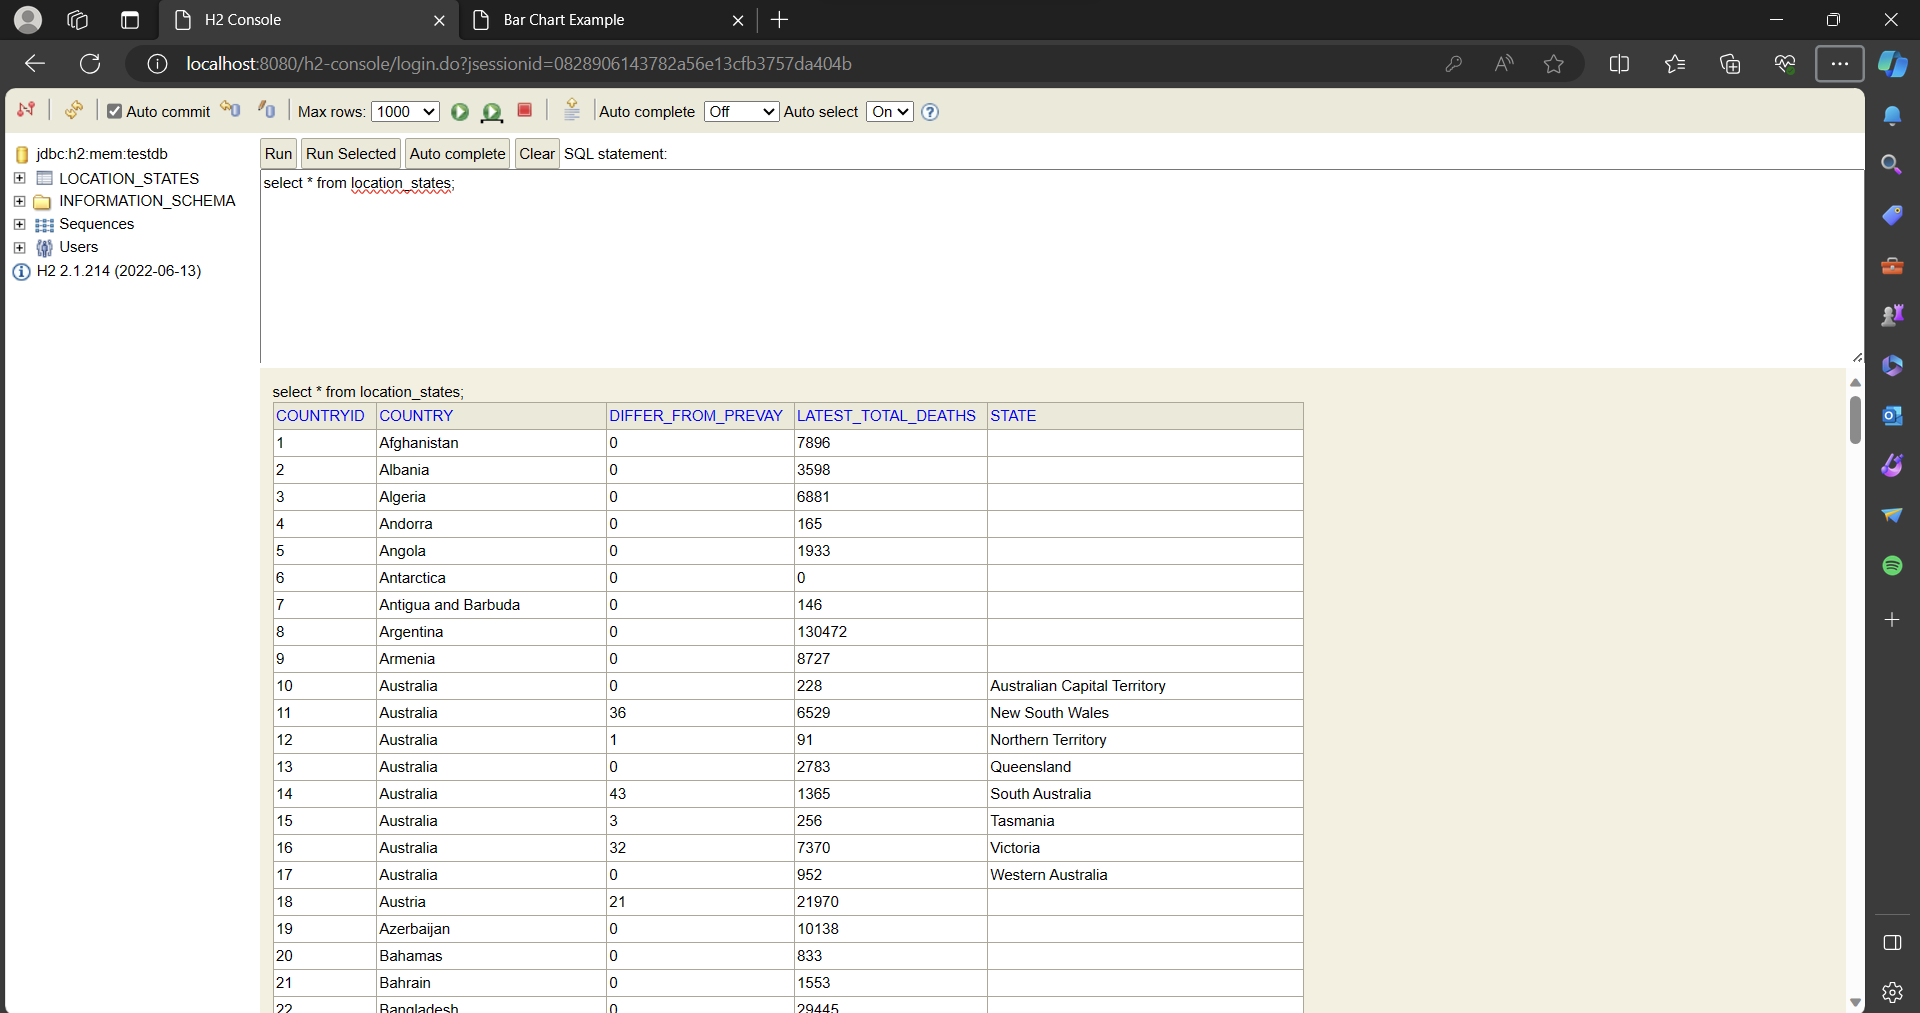 H2 Console
Bar Chart Example
localhost:8080/h2-console/login.do?jsessionid=0828906143782a56e13cfb3757da404b
Auto commit Max rows: 1000 Auto complete Off Auto select On
jdbc:h2:mem:testdb
LOCATION_STATES
INFORMATION_SCHEMA
Sequences
Users
H2 2.1.214 (2022-06-13)
Run Run Selected Auto complete Clear SQL statement:
select * from location_states;
select * from location_states;
COUNTRYID COUNTRY DIFFER_FROM_PREVAY LATEST_TOTAL_DEATHS STATE
1 Afghanistan 0 7896
2 Albania 0 3598
3 Algeria 0 6881
4 Andorra 0 165
5 Angola 0 1933
6 Antarctica 0 0
7 Antigua and Barbuda 0 146
8 Argentina 0 130472
9 Armenia 0 8727
10 Australia 0 228 Australian Capital Territory
11 Australia 36 6529 New South Wales
12 Australia 1 91 Northern Territory
13 Australia 0 2783 Queensland
14 Australia 43 1365 South Australia
15 Australia 3 256 Tasmania
16 Australia 32 7370 Victoria
17 Australia 0 952 Western Australia
18 Austria 21 21970
19 Azerbaijan 0 10138
20 Bahamas 0 833
21 Bahrain 0 1553
22 Bangladesh 0 29445